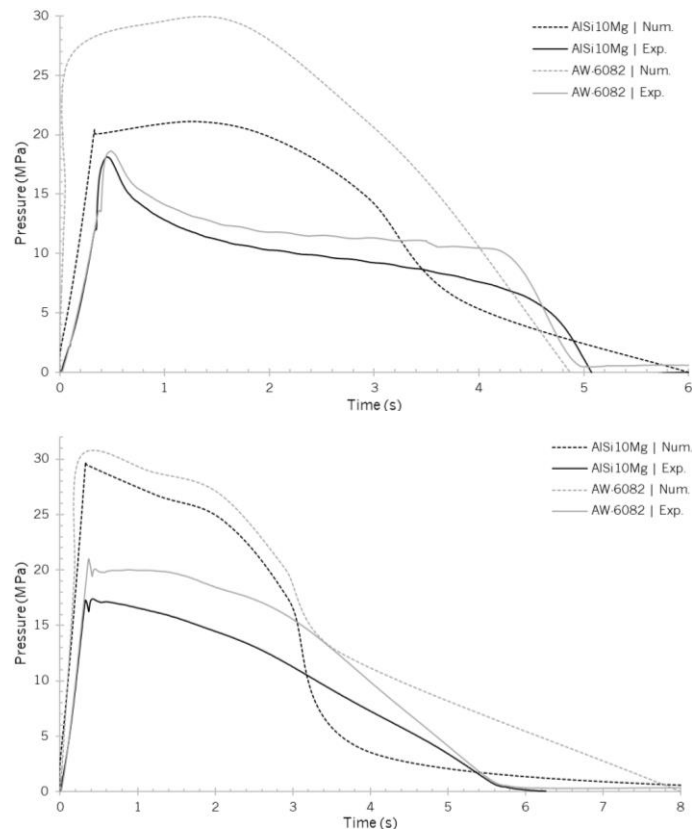 30
25
20
15
10
5
0
Pressure (MPa)
AlSi10Mg | Num.
AlSi10Mg | Exp.
AW-6082 | Num.
AW-6082 | Exp.
0 1 2 3 4 5 6
Time (s)
30
25
20
15
10
5
0
Pressure (MPa)
AlSi10Mg | Num.
AlSi10Mg | Exp.
AW-6082 | Num.
AW-6082 | Exp.
0 1 2 3 4 5 6 7 8
Time (s)